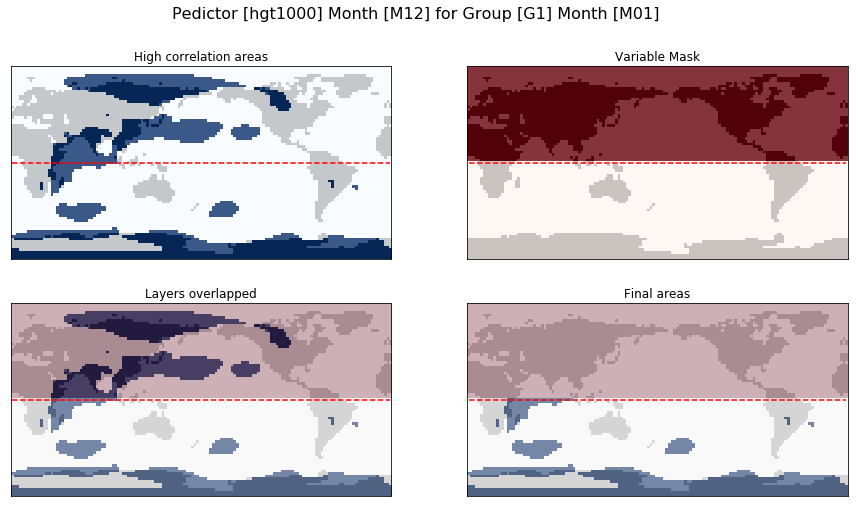 Pedictor [hgt1000] Month [M12] for Group [G1] Month [M01]
High correlation areas
Variable Mask
Layers overlapped
Final areas